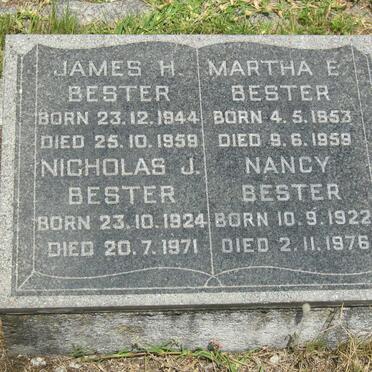 JAMES H.
BESTER
BORN 23.12.1944
DIED 25.10.1959
NICHOLAS J.
BESTER
BORN 23.10.1924
DIED 20.7.1971
MARTHA E.
BESTER
BORN 4.5.1953
DIED 9.6.1959
NANCY
BESTER
BORN 10.9.1922
DIED 2.11.1976